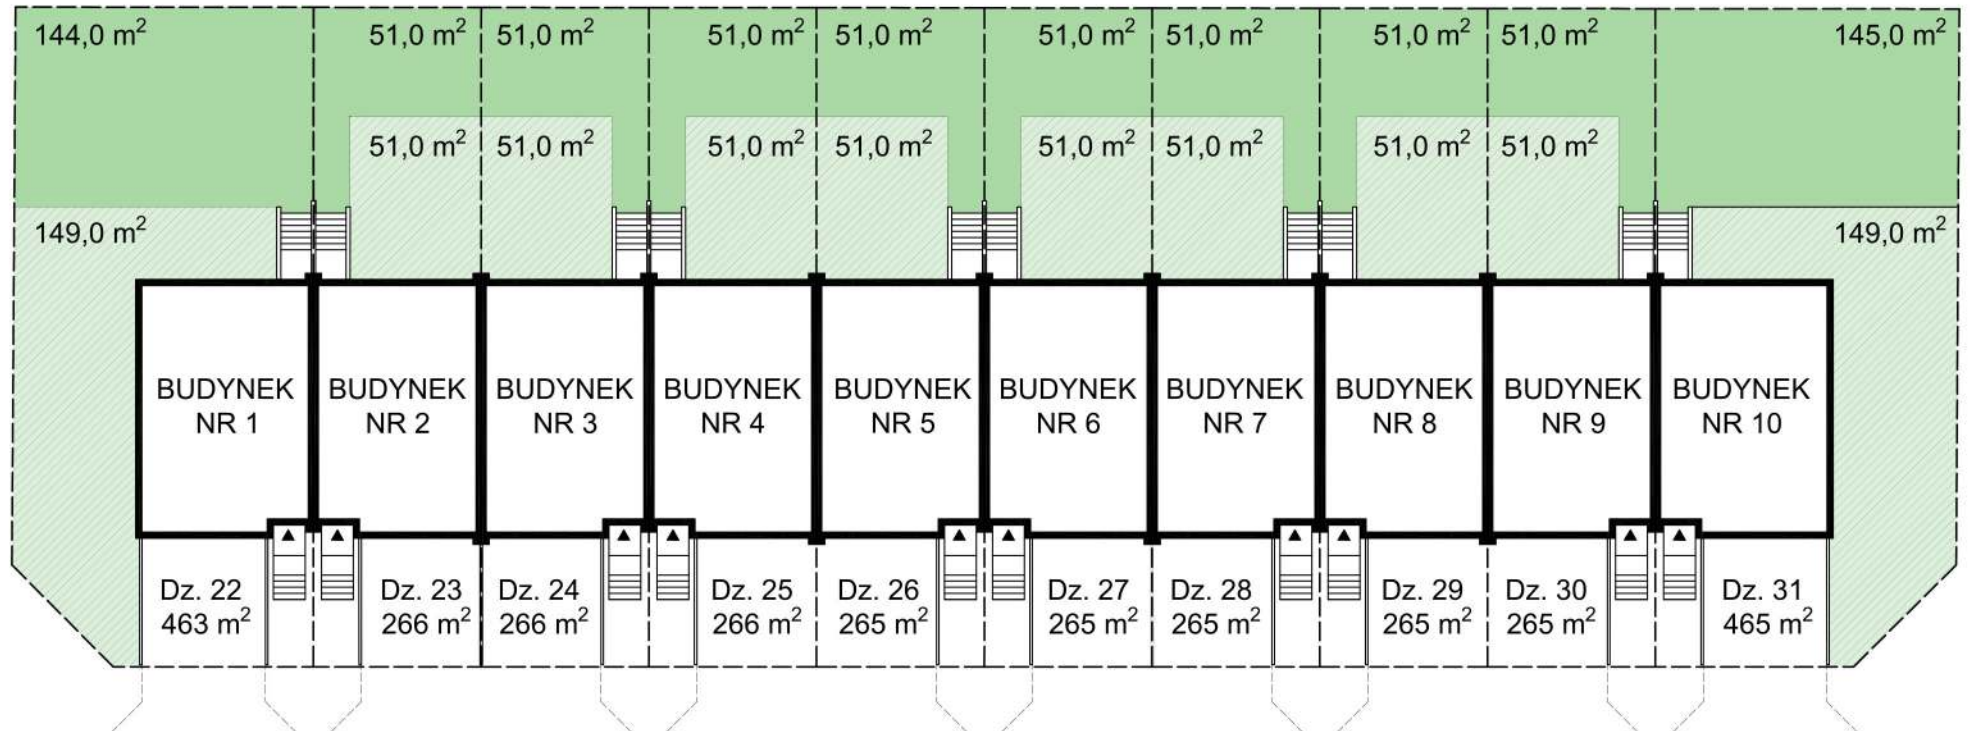 144,0 m² 51,0 m² 51,0 m² 51,0 m² 51,0 m² 51,0 m² 51,0 m² 51,0 m² 51,0 m² 145,0 m²
51,0 m² 51,0 m² 51,0 m² 51,0 m² 51,0 m² 51,0 m² 51,0 m² 51,0 m²
149,0 m² 149,0 m²
BUDYNEK BUDYNEK BUDYNEK BUDYNEK BUDYNEK BUDYNEK BUDYNEK BUDYNEK BUDYNEK BUDYNEK
NR 1 NR 2 NR 3 NR 4 NR 5 NR 6 NR 7 NR 8 NR 9 NR 10
Dz. 22 Dz. 23 Dz. 24 Dz. 25 Dz. 26 Dz. 27 Dz. 28 Dz. 29 Dz. 30 Dz. 31
463 m² 266 m² 266 m² 266 m² 265 m² 265 m² 265 m² 265 m² 265 m² 465 m²